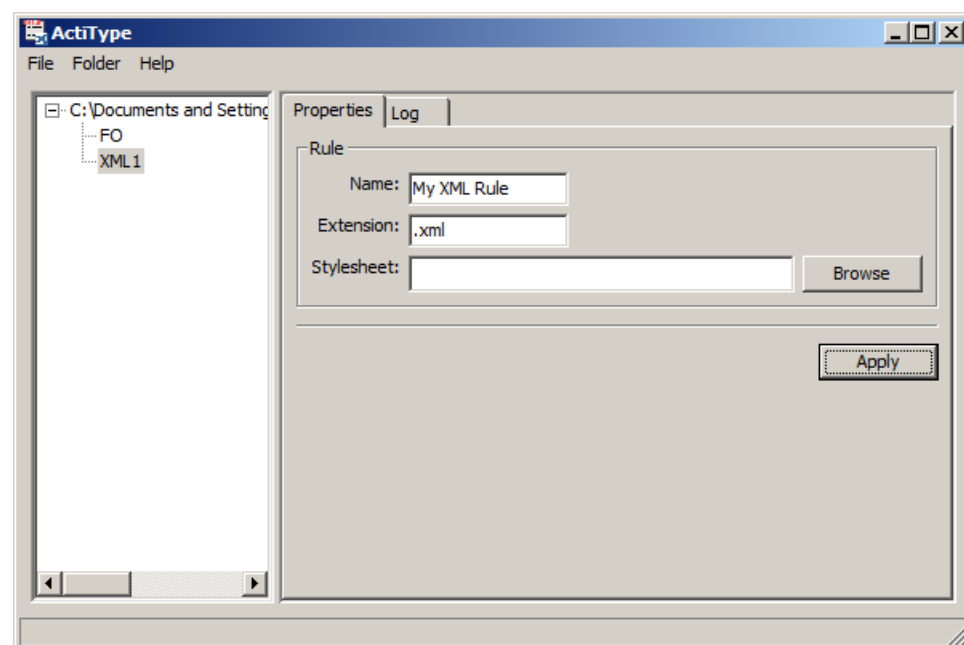 ActiType
File Folder Help
C:\Documents and Setting
FO
XML1
Properties Log
Rule
Name: My XML Rule
Extension: .xml
Stylesheet: Browse
Apply